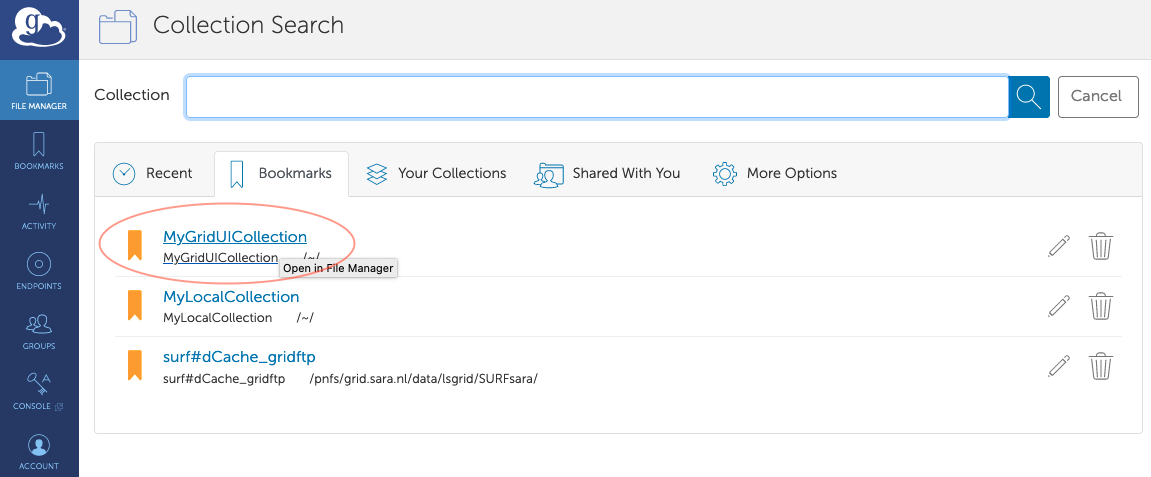 g
Collection Search
FILE MANAGER
BOOKMARKS
ACTIVITY
ENDPOINTS
GROUPS
CONSOLE
ACCOUNT
Collection
Cancel
Recent
Bookmarks
Your Collections
Shared With You
More Options
MyGridUICollection
MyGridUICollection /~/
Open in File Manager
MyLocalCollection
MyLocalCollection /~/
surf#dCache_gridftp
surf#dCache_gridftp /pnfs/grid.sara.nl/data/lsgrid/SURFsara/